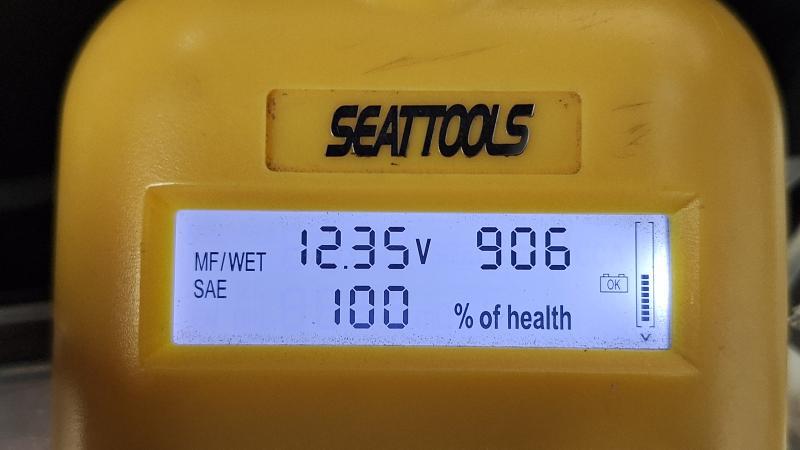 SEATTOOLS
MF/WET 12.35V 906
SAE 100 % of health
OK